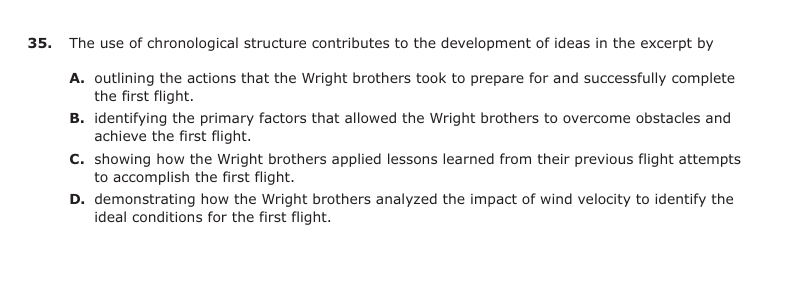 35. The use of chronological structure contributes to the development of ideas in the excerpt by
A. outlining the actions that the Wright brothers took to prepare for and successfully complete
the first flight.
B. identifying the primary factors that allowed the Wright brothers to overcome obstacles and
achieve the first flight.
C. showing how the Wright brothers applied lessons learned from their previous flight attempts
to accomplish the first flight.
D. demonstrating how the Wright brothers analyzed the impact of wind velocity to identify the
ideal conditions for the first flight.